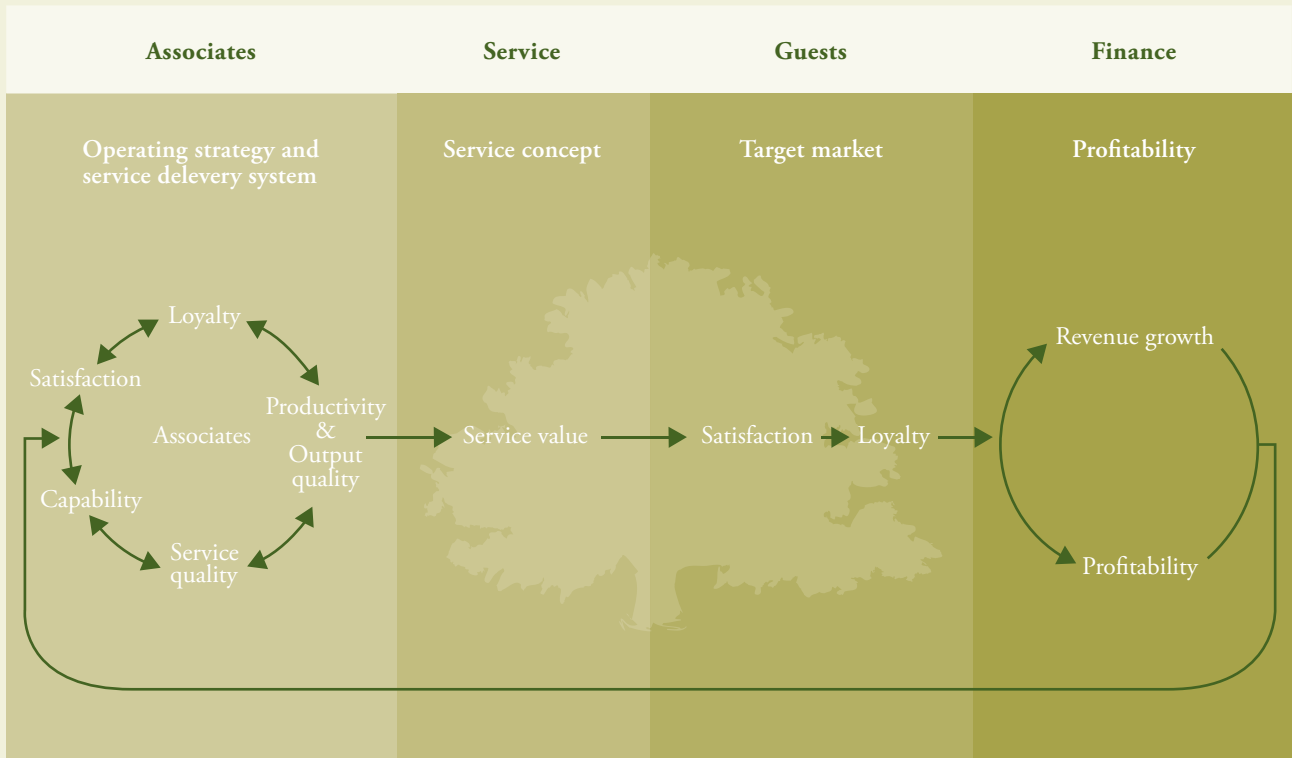 Associates
Service
Guests
Finance
Operating strategy and
service delevery system
Service concept
Target market
Profitability
Loyalty
Satisfaction
Associates
Productivity
&
Output
quality
Capability
Service
quality
Service value
Satisfaction
Loyalty
Revenue growth
Profitability